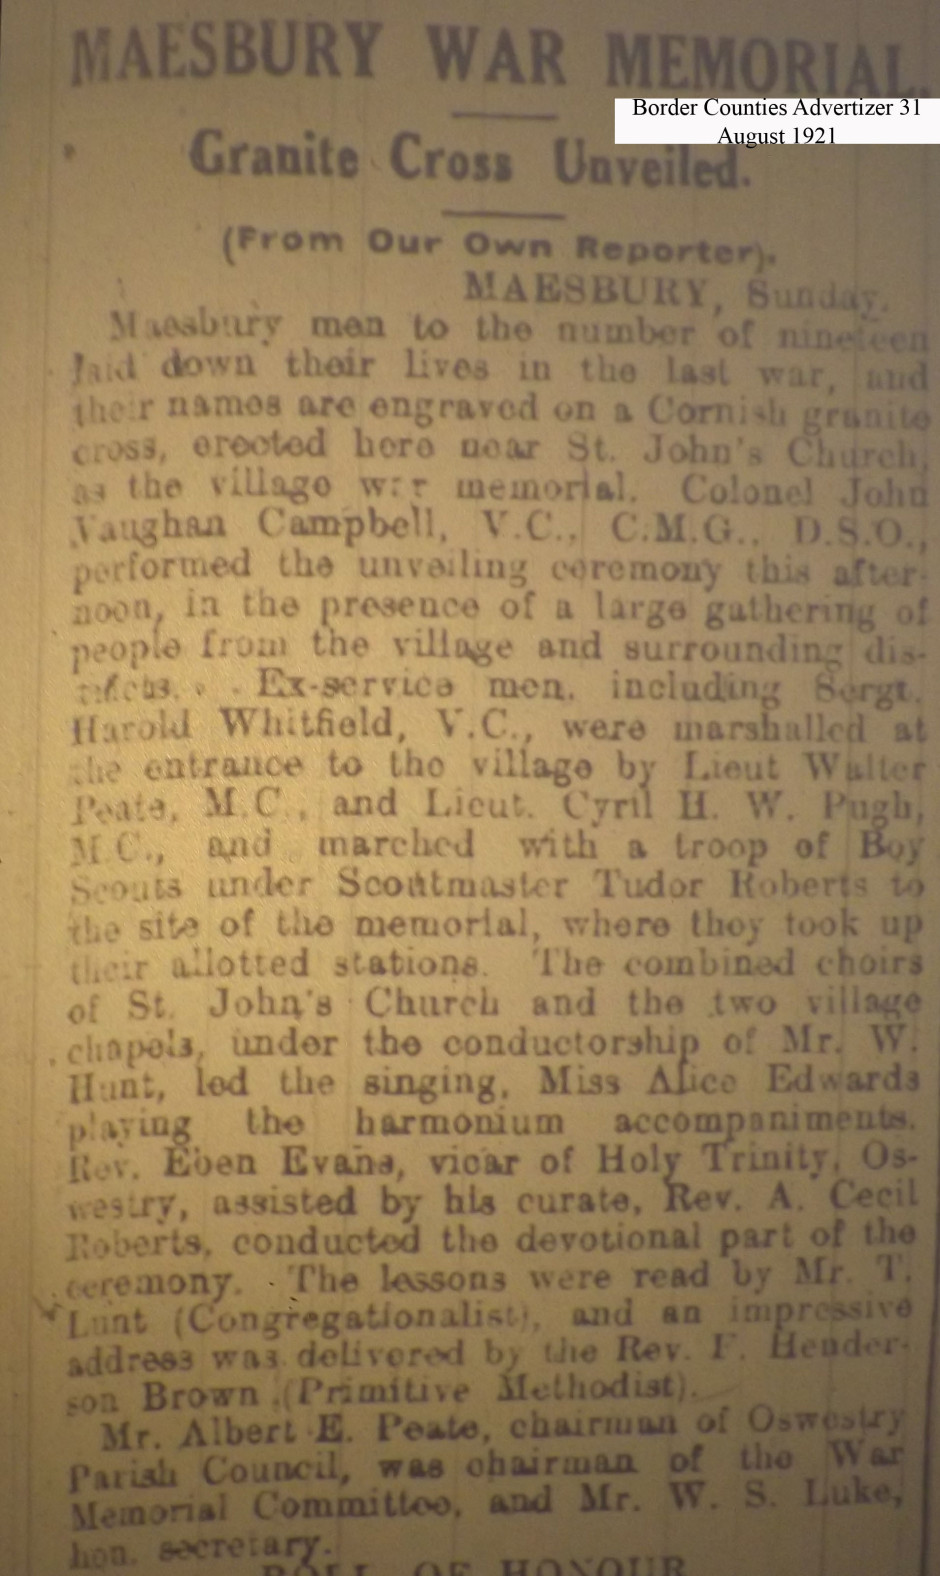 MAESBURY WAR MEMORIAL.
Border Counties Advertizer 31
August 1921
Granite Cross Unveiled.
(From Our Own Reporter).
MAESBURY, Sunday.
Maesbury men to the number of nineteen
laid down their lives in the last war, and
their names are engraved on a Cornish granite
cross, erected here near St. John's Church,
as the village war memorial. Colonel John
Vaughan Campbell, V.C., C.M.G., D.S.O.,
performed the unveiling ceremony this after-
noon, in the presence of a large gathering of
people from the village and surrounding dis-
tricts. Ex-service men, including Sergt.
Harold Whitfield, V.C., were marshalled at
the entrance to the village by Lieut Walter
Peate, M.C., and Lieut. Cyril H. W. Pugh,
M.C., and marched with a troop of Boy
Scouts under Scoutmaster Tudor Roberts to
the site of the memorial, where they took up
their allotted stations. The combined choirs
of St. John's Church and the two village
chapels, under the conductorship of Mr. W.
Hunt, led the singing, Miss Alice Edwards
playing the harmonium accompaniments.
Rev. Eben Evans, vicar of Holy Trinity, Os-
westry, assisted by his curate, Rev. A. Cecil
Roberts, conducted the devotional part of the
ceremony. The lessons were read by Mr. T.
Lunt (Congregationalist), and an impressive
address was delivered by the Rev. F. Hender-
son Brown (Primitive Methodist).
Mr. Albert E. Peate, chairman of Oswestry
Parish Council, was chairman of the War
Memorial Committee, and Mr. W. S. Luke,
hon. secretary.
ROLL OF HONOUR